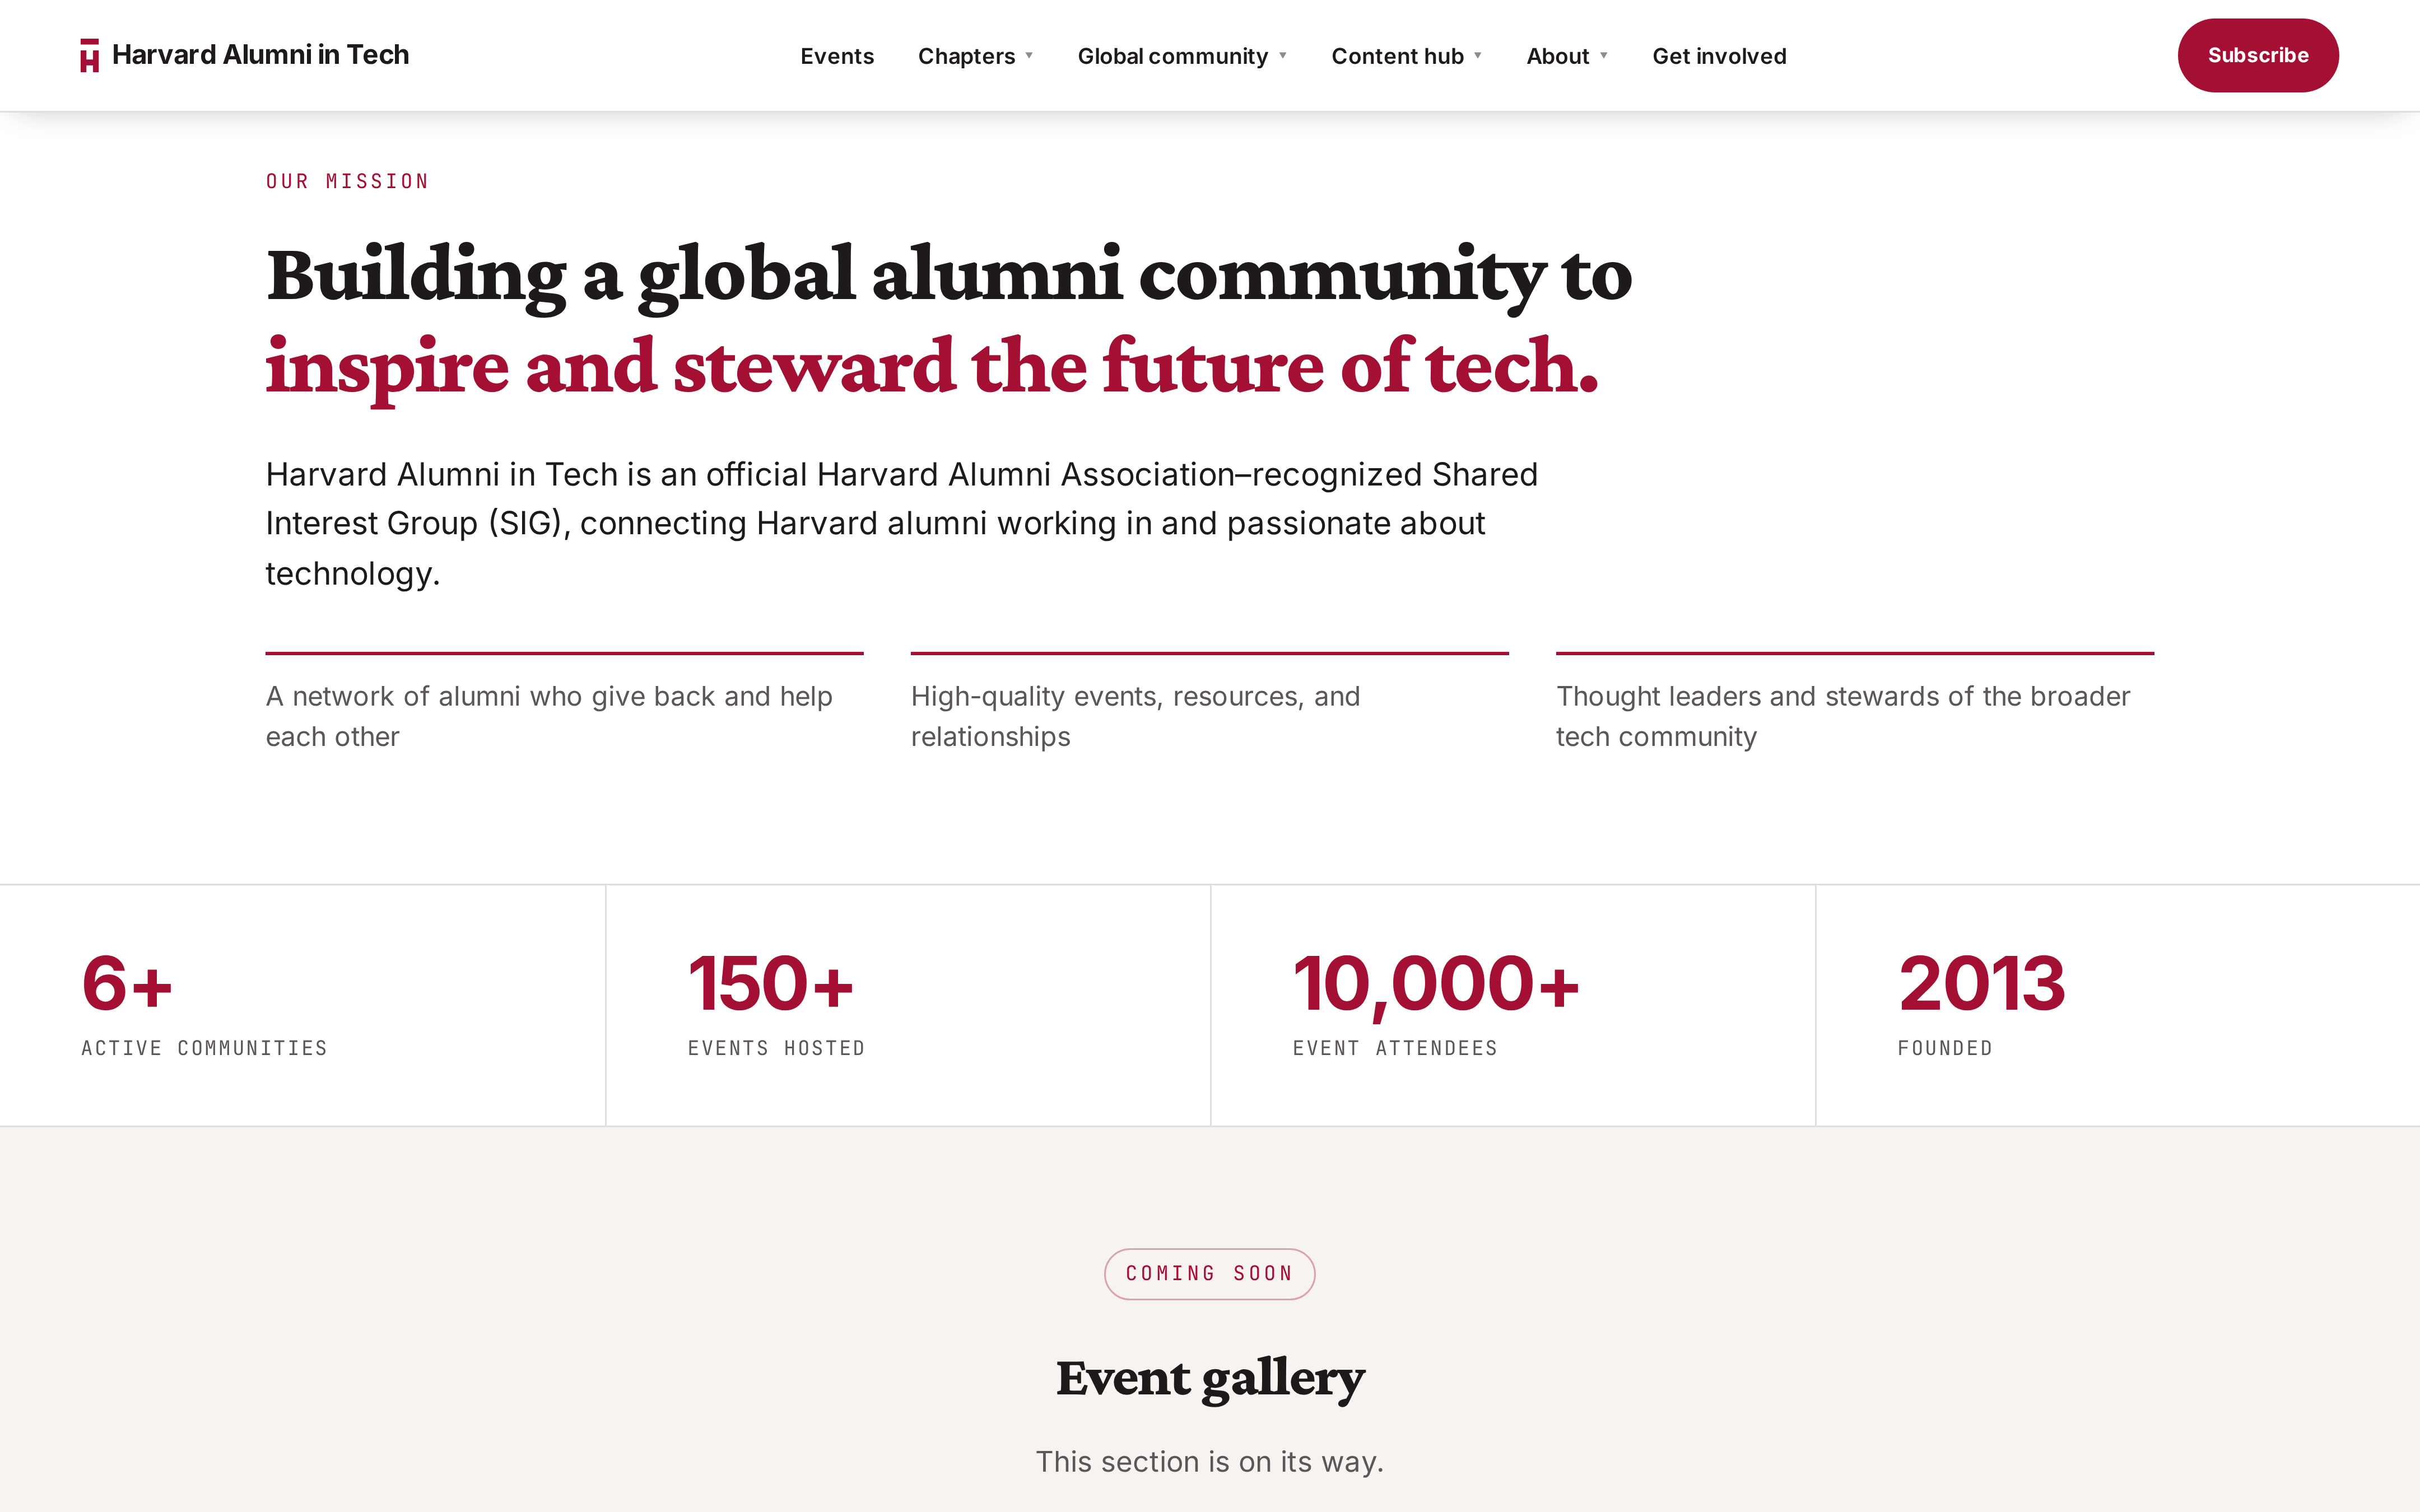 Harvard Alumni in Tech
Events Chapters Global community Content hub About Get involved
Subscribe
OUR MISSION
Building a global alumni community to
inspire and steward the future of tech.
Harvard Alumni in Tech is an official Harvard Alumni Association–recognized Shared
Interest Group (SIG), connecting Harvard alumni working in and passionate about
technology.
A network of alumni who give back and help
each other
High-quality events, resources, and
relationships
Thought leaders and stewards of the broader
tech community
6+
ACTIVE COMMUNITIES
150+
EVENTS HOSTED
10,000+
EVENT ATTENDEES
2013
FOUNDED
COMING SOON
Event gallery
This section is on its way.